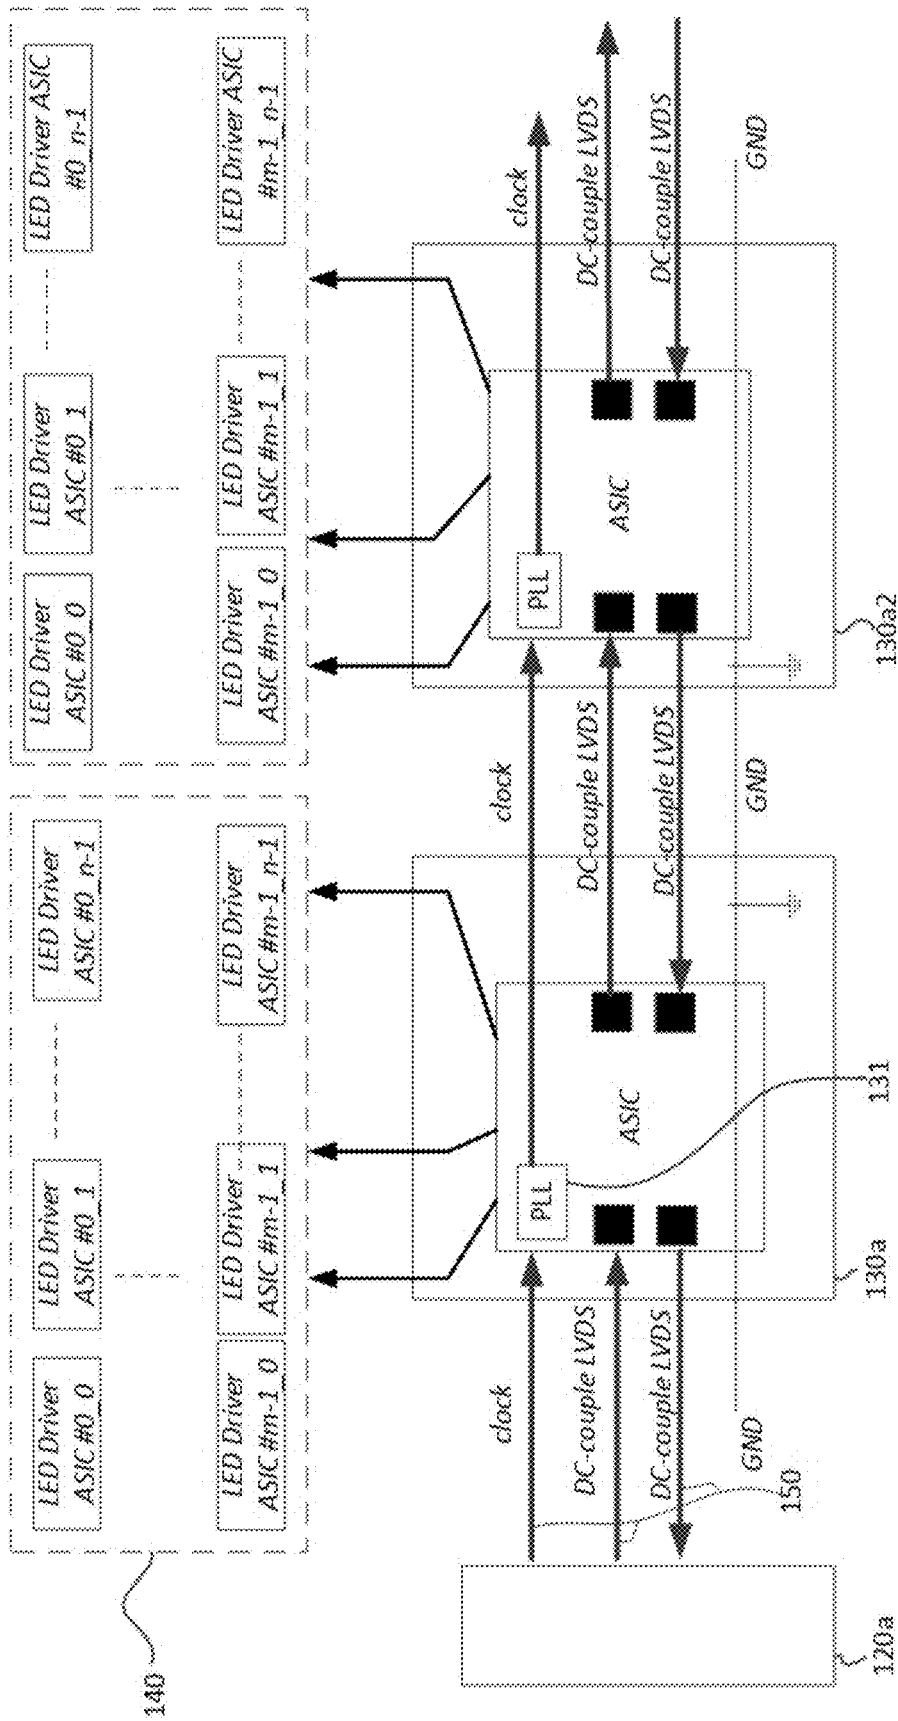 LED Driver
ASIC #0_0
LED Driver
ASIC #0_1
LED Driver
ASIC #0_n-1
LED Driver
ASIC #0_0
LED Driver
ASIC #0_1
LED Driver ASIC
#0_n-1
LED Driver
ASIC #m-1_0
LED Driver
ASIC #m-1_1
LED Driver
ASIC #m-1_n-1
LED Driver
ASIC #m-1_0
LED Driver
ASIC #m-1_1
LED Driver ASIC
#m-1_n-1
140
clock
PLL
clock
PLL
clock
DC-couple LVDS
ASIC
DC-couple LVDS
ASIC
DC-couple LVDS
DC-couple LVDS
DC-couple LVDS
DC-couple LVDS
GND
GND
GND
150
120a
130a
131
130a2